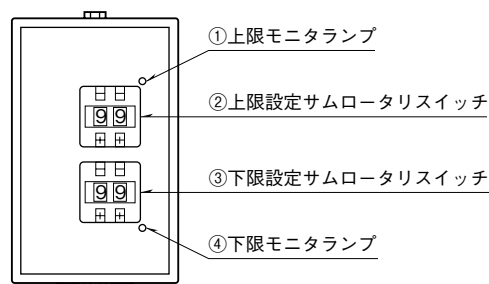 ①上限モニタランプ
②上限設定サムロータリスイッチ
99
③下限設定サムロータリスイッチ
99
④下限モニタランプ